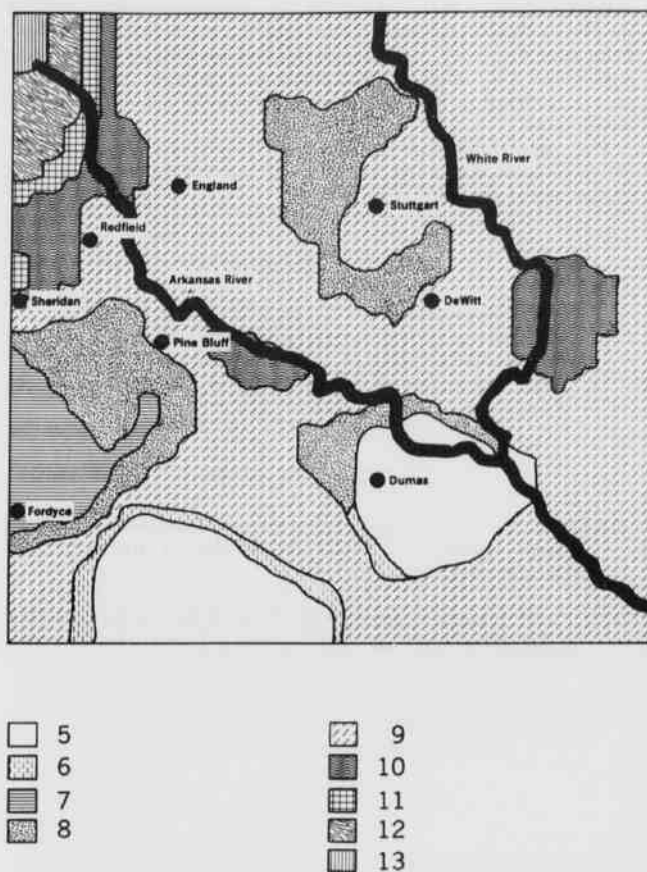 White River
England
Stuttgart
Redfield
Arkansas River
Sheridan
DeWitt
Pine Bluff
Dumas
Fordyce
5
6
7
8
9
10
11
12
13